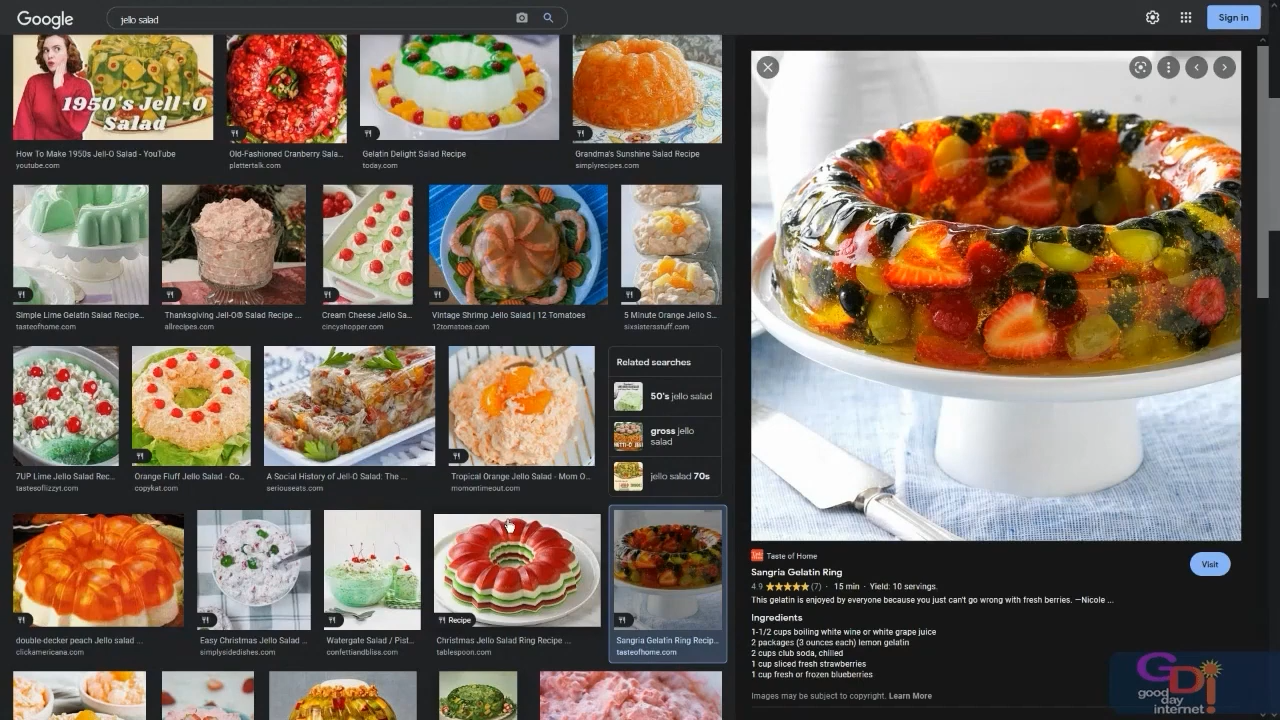 Google
jello salad
Sign in
1950's Jell-O
Salad
How To Make 1950s Jell-O Salad - YouTube
youtube.com
Old-Fashioned Cranberry Sala...
plattertalk.com
Gelatin Delight Salad Recipe
today.com
Grandma's Sunshine Salad Recipe
simplyrecipes.com
Simple Lime Gelatin Salad Recipe...
tasteofhome.com
Thanksgiving Jell-O® Salad Recipe ...
allrecipes.com
Cream Cheese Jello Sa...
cincyshopper.com
Vintage Shrimp Jello Salad | 12 Tomatoes
12tomatoes.com
5 Minute Orange Jello S...
sixsistersstuff.com
7UP Lime Jello Salad Rec...
tastesoflizzyt.com
Orange Fluff Jello Salad - Co...
copykat.com
A Social History of Jell-O Salad: The ...
seriouseats.com
Tropical Orange Jello Salad - Mom O...
momontimeout.com
Related searches
50's jello salad
gross jello
salad
jello salad 70s
double-decker peach Jello salad ...
clickamericana.com
Easy Christmas Jello Salad ...
simplysidedishes.com
Watergate Salad / Pist...
confettiandbliss.com
Recipe
Christmas Jello Salad Ring Recipe ...
tablespoon.com
Sangria Gelatin Ring Recip...
tasteofhome.com
Taste of Home
Visit
Sangria Gelatin Ring
4.9 ★★★★★ (7) · 15 min · Yield: 10 servings.
This gelatin is enjoyed by everyone because you just can't go wrong with fresh berries. —Nicole ...
Ingredients
1-1/2 cups boiling white wine or white grape juice
2 packages (3 ounces each) lemon gelatin
2 cups club soda, chilled
1 cup sliced fresh strawberries
1 cup fresh or frozen blueberries
Images may be subject to copyright. Learn More
GDI
good
day
internet!